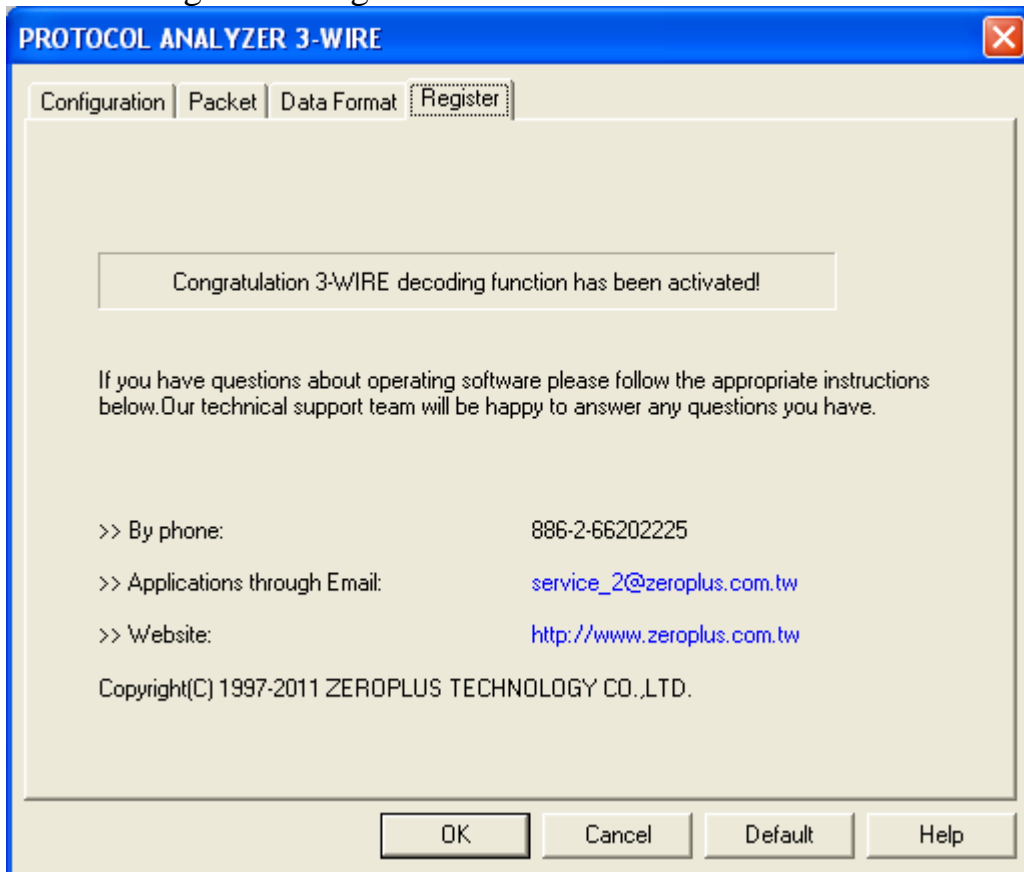 PROTOCOL ANALYZER 3-WIRE
Configuration Packet Data Format Register
Congratulation 3-WIRE decoding function has been activated!
If you have questions about operating software please follow the appropriate instructions
below.Our technical support team will be happy to answer any questions you have.
>> By phone: 886-2-66202225
>> Applications through Email: service_2@zeroplus.com.tw
>> Website: http://www.zeroplus.com.tw
Copyright(C) 1997-2011 ZEROPLUS TECHNOLOGY CO.,LTD.
OK Cancel Default Help